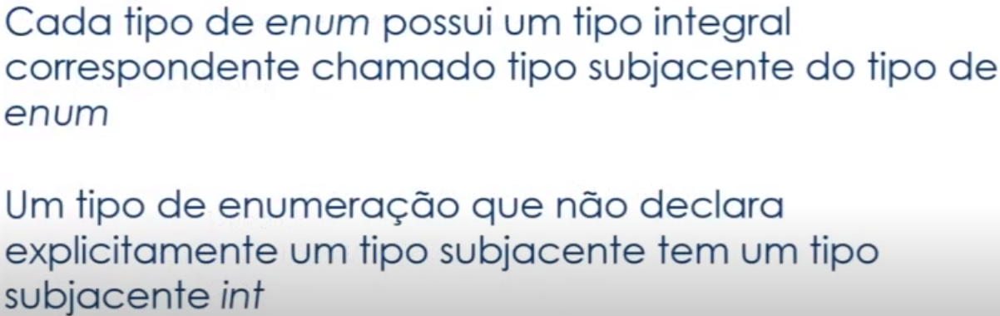 Cada tipo de enum possui um tipo integral
correspondente chamado tipo subjacente do tipo de
enum
Um tipo de enumeração que não declara
explicitamente um tipo subjacente tem um tipo
subjacente int